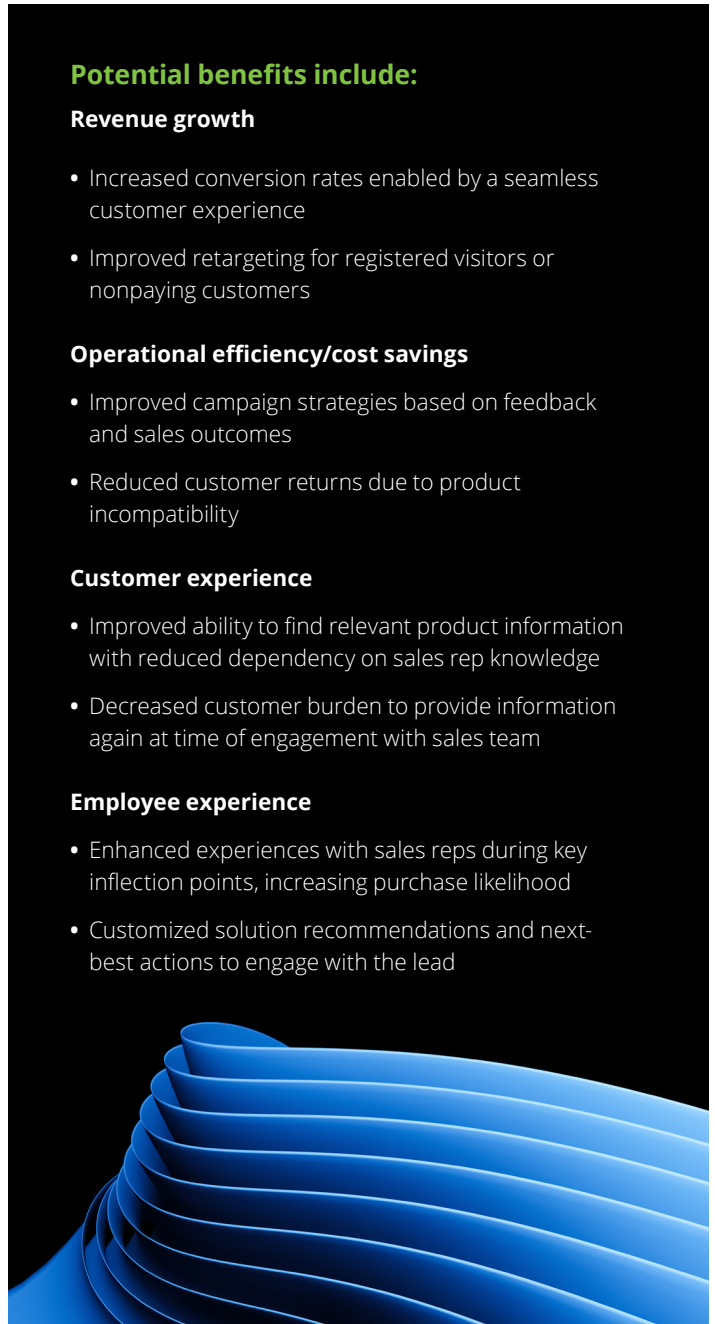 Potential benefits include:
Revenue growth
• Increased conversion rates enabled by a seamless
customer experience
• Improved retargeting for registered visitors or
nonpaying customers
Operational efficiency/cost savings
• Improved campaign strategies based on feedback
and sales outcomes
• Reduced customer returns due to product
incompatibility
Customer experience
• Improved ability to find relevant product information
with reduced dependency on sales rep knowledge
• Decreased customer burden to provide information
again at time of engagement with sales team
Employee experience
• Enhanced experiences with sales reps during key
inflection points, increasing purchase likelihood
• Customized solution recommendations and next-
best actions to engage with the lead